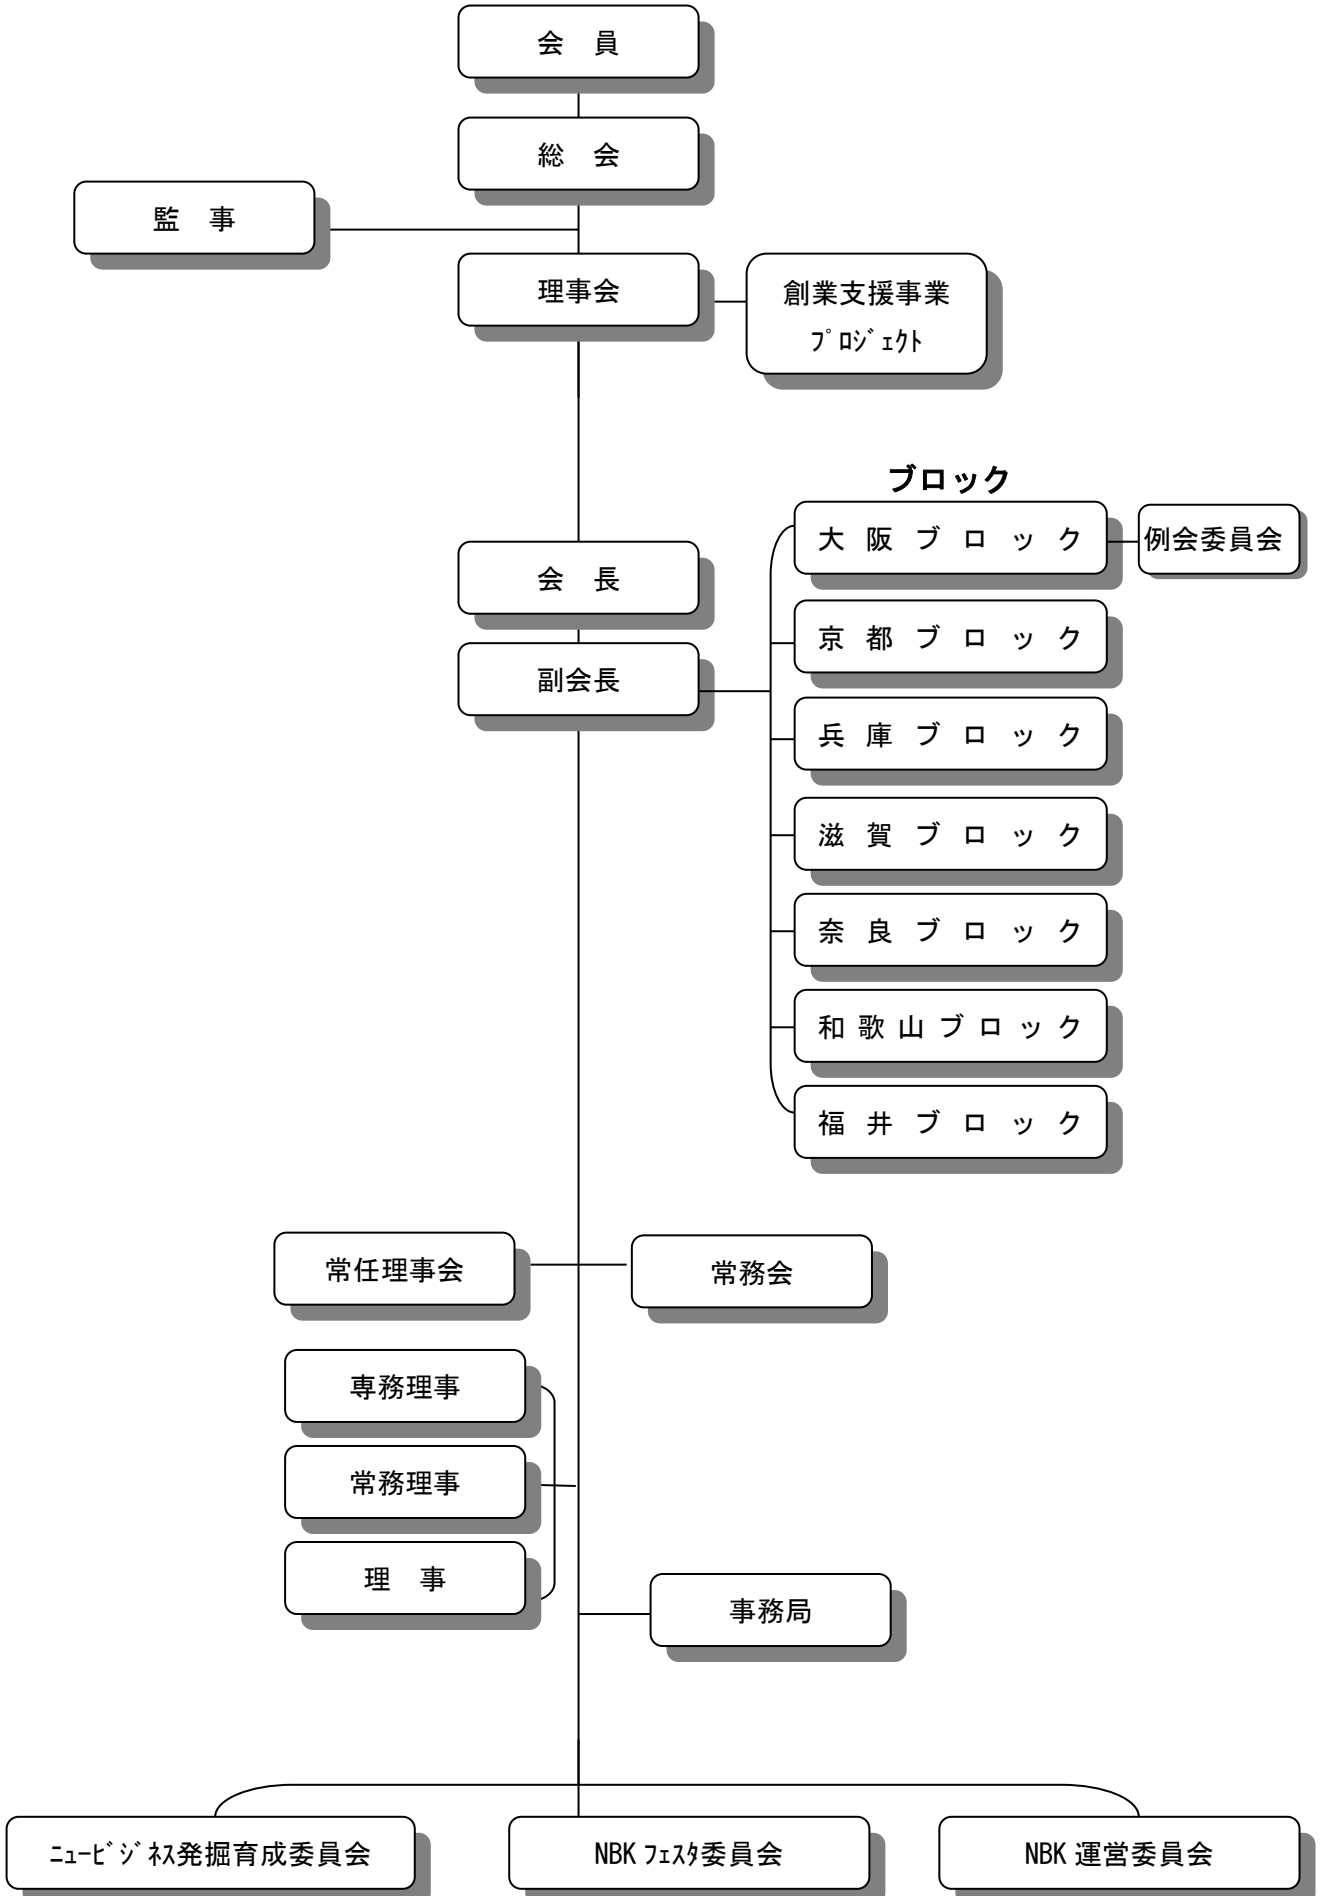 会　員
総　会
監　事
理事会
創業支援事業
ﾌﾟﾛｼﾞｪｸﾄ
ブロック
大阪ブロック
例会委員会
会　長
京都ブロック
副会長
兵庫ブロック
滋賀ブロック
奈良ブロック
和歌山ブロック
福井ブロック
常任理事会
常務会
専務理事
常務理事
理　事
事務局
ﾆｭｰﾋﾞｼﾞﾈｽ発掘育成委員会
NBK ﾌｪｽﾀ委員会
NBK 運営委員会